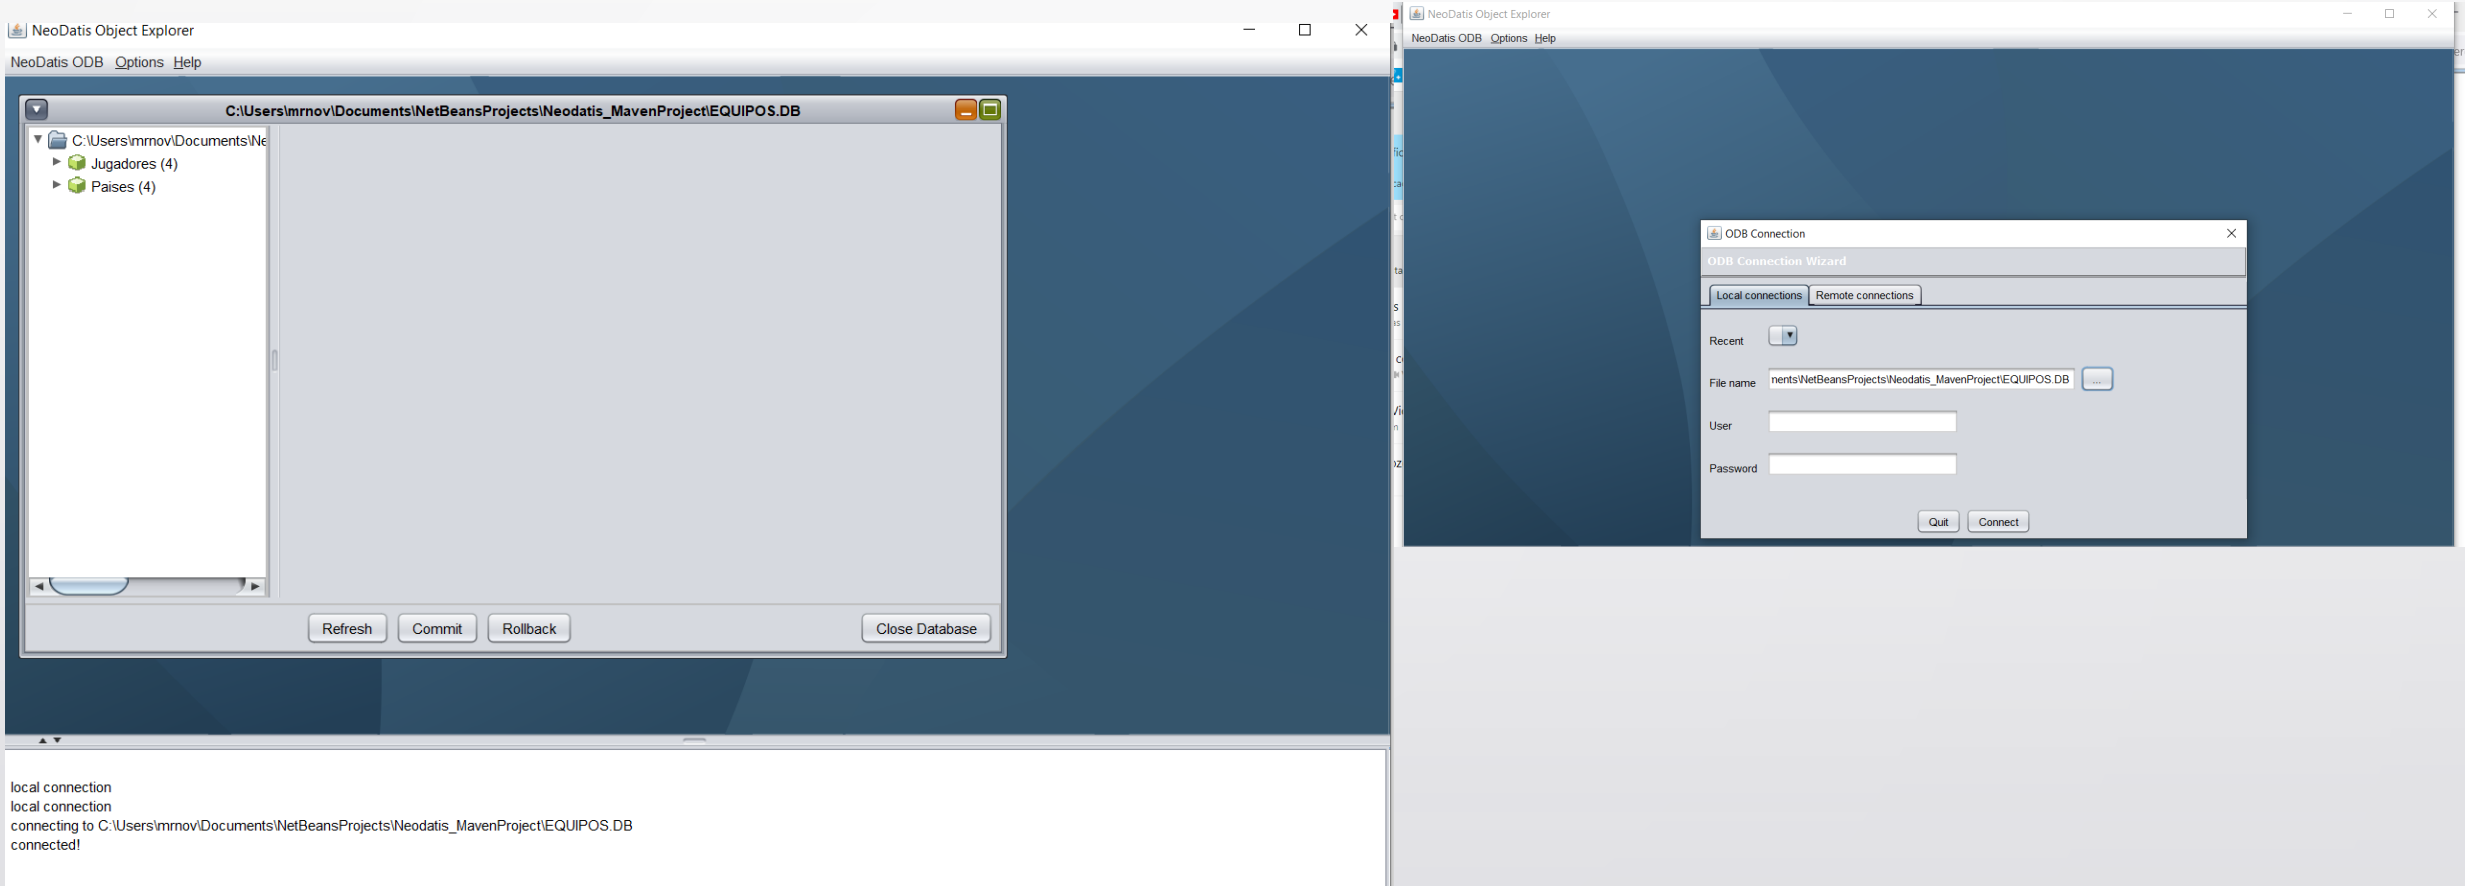 NeoDatis Object Explorer
NeoDatis ODB Options Help
C:\Users\mrnov\Documents\NetBeansProjects\Neodatis_MavenProject\EQUIPOS.DB
C:\Users\mrnov\Documents\Ne
Jugadores (4)
Paises (4)
Refresh Commit Rollback Close Database
local connection
local connection
connecting to C:\Users\mrnov\Documents\NetBeansProjects\Neodatis_MavenProject\EQUIPOS.DB
connected!
NeoDatis Object Explorer
NeoDatis ODB Options Help
ODB Connection
ODB Connection Wizard
Local connections Remote connections
Recent
File name nents\NetBeansProjects\Neodatis_MavenProject\EQUIPOS.DB ...
User
Password
Quit Connect